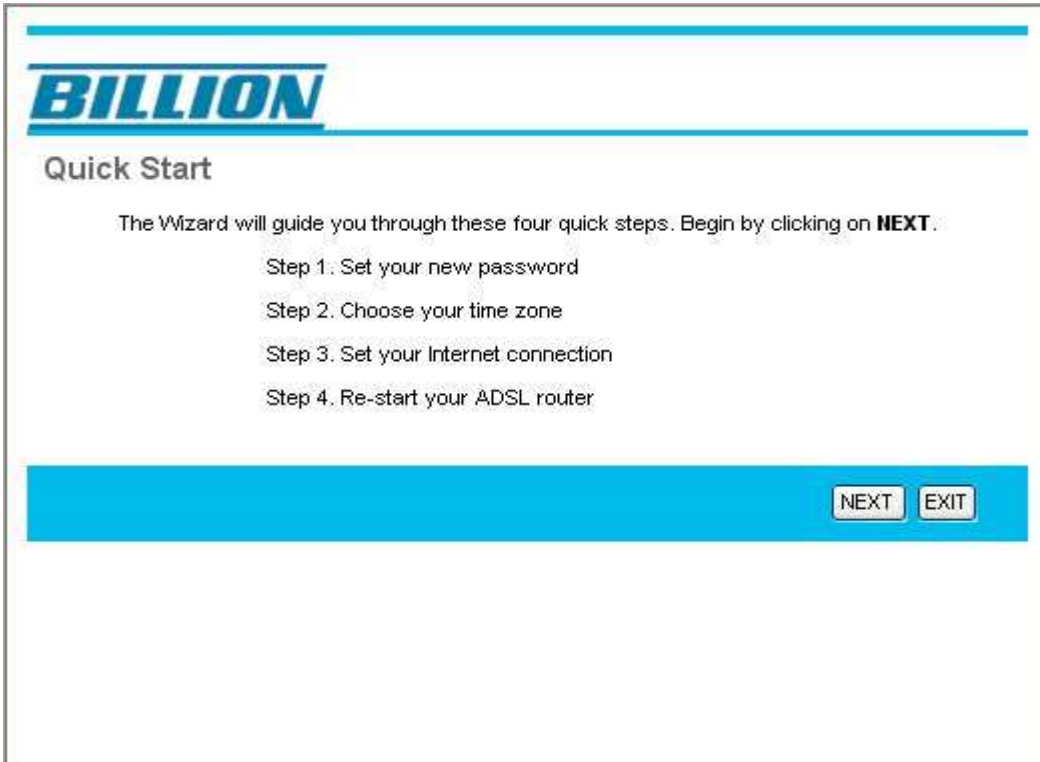 BILLION
Quick Start
The Wizard will guide you through these four quick steps. Begin by clicking on NEXT.
Step 1. Set your new password
Step 2. Choose your time zone
Step 3. Set your Internet connection
Step 4. Re-start your ADSL router
NEXT EXIT